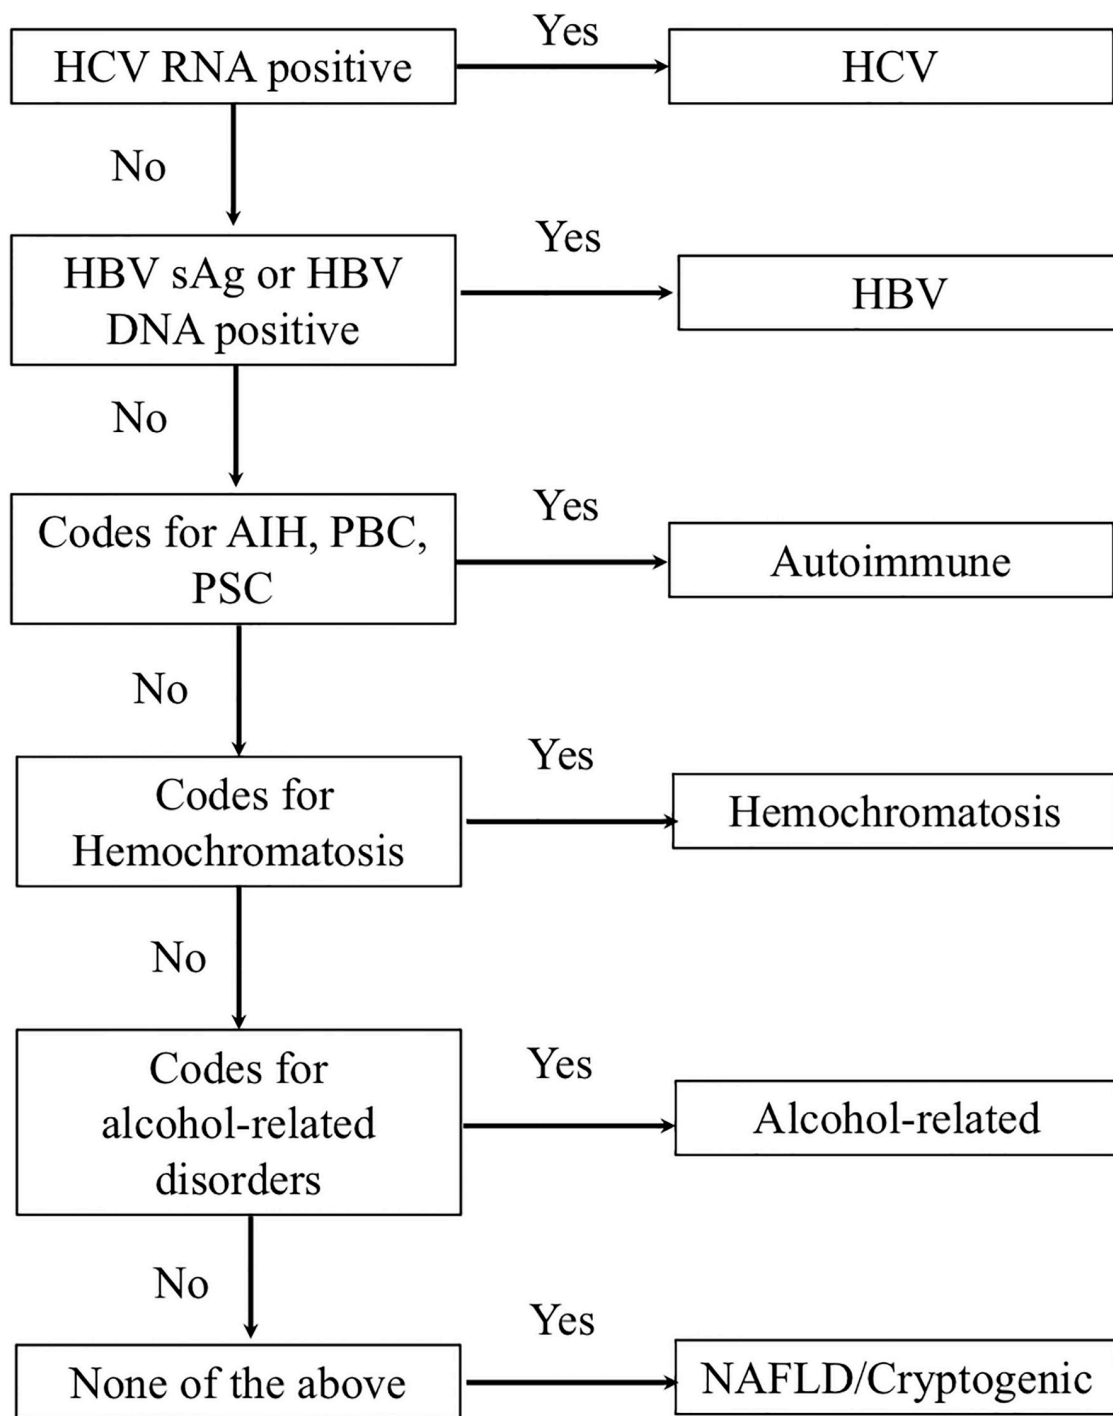 HCV RNA positive
Yes
HCV
No
HBV sAg or HBV
DNA positive
Yes
HBV
No
Codes for AIH, PBC,
PSC
Yes
Autoimmune
No
Codes for
Hemochromatosis
Yes
Hemochromatosis
No
Codes for
alcohol-related
disorders
Yes
Alcohol-related
No
None of the above
Yes
NAFLD/Cryptogenic